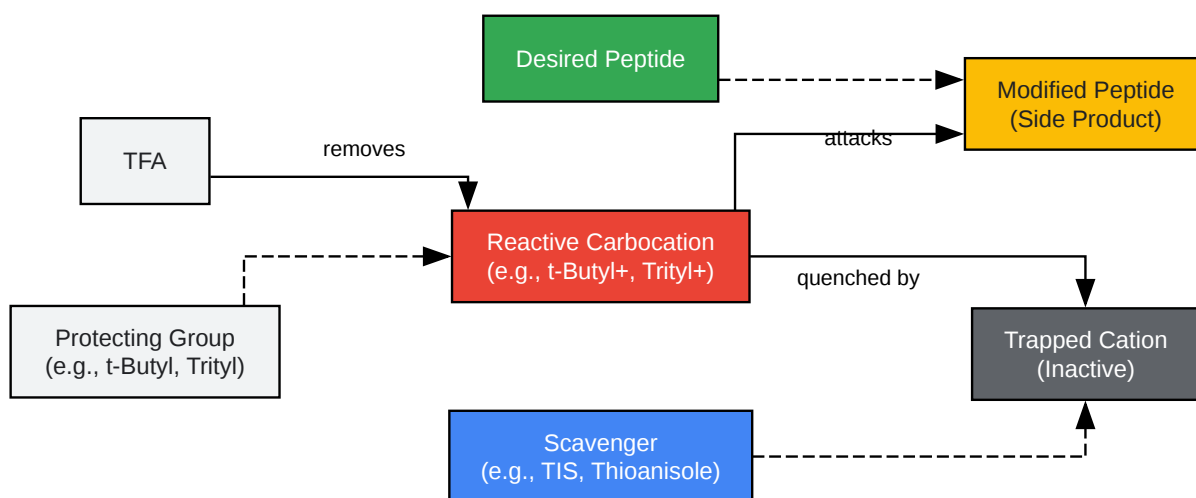 Desired Peptide
Modified Peptide
(Side Product)
attacks
removes
TFA
Reactive Carbocation
(e.g., t-Butyl+, Trityl+)
quenched by
Protecting Group
(e.g., t-Butyl, Trityl)
Trapped Cation
(Inactive)
Scavenger
(e.g., TIS, Thioanisole)